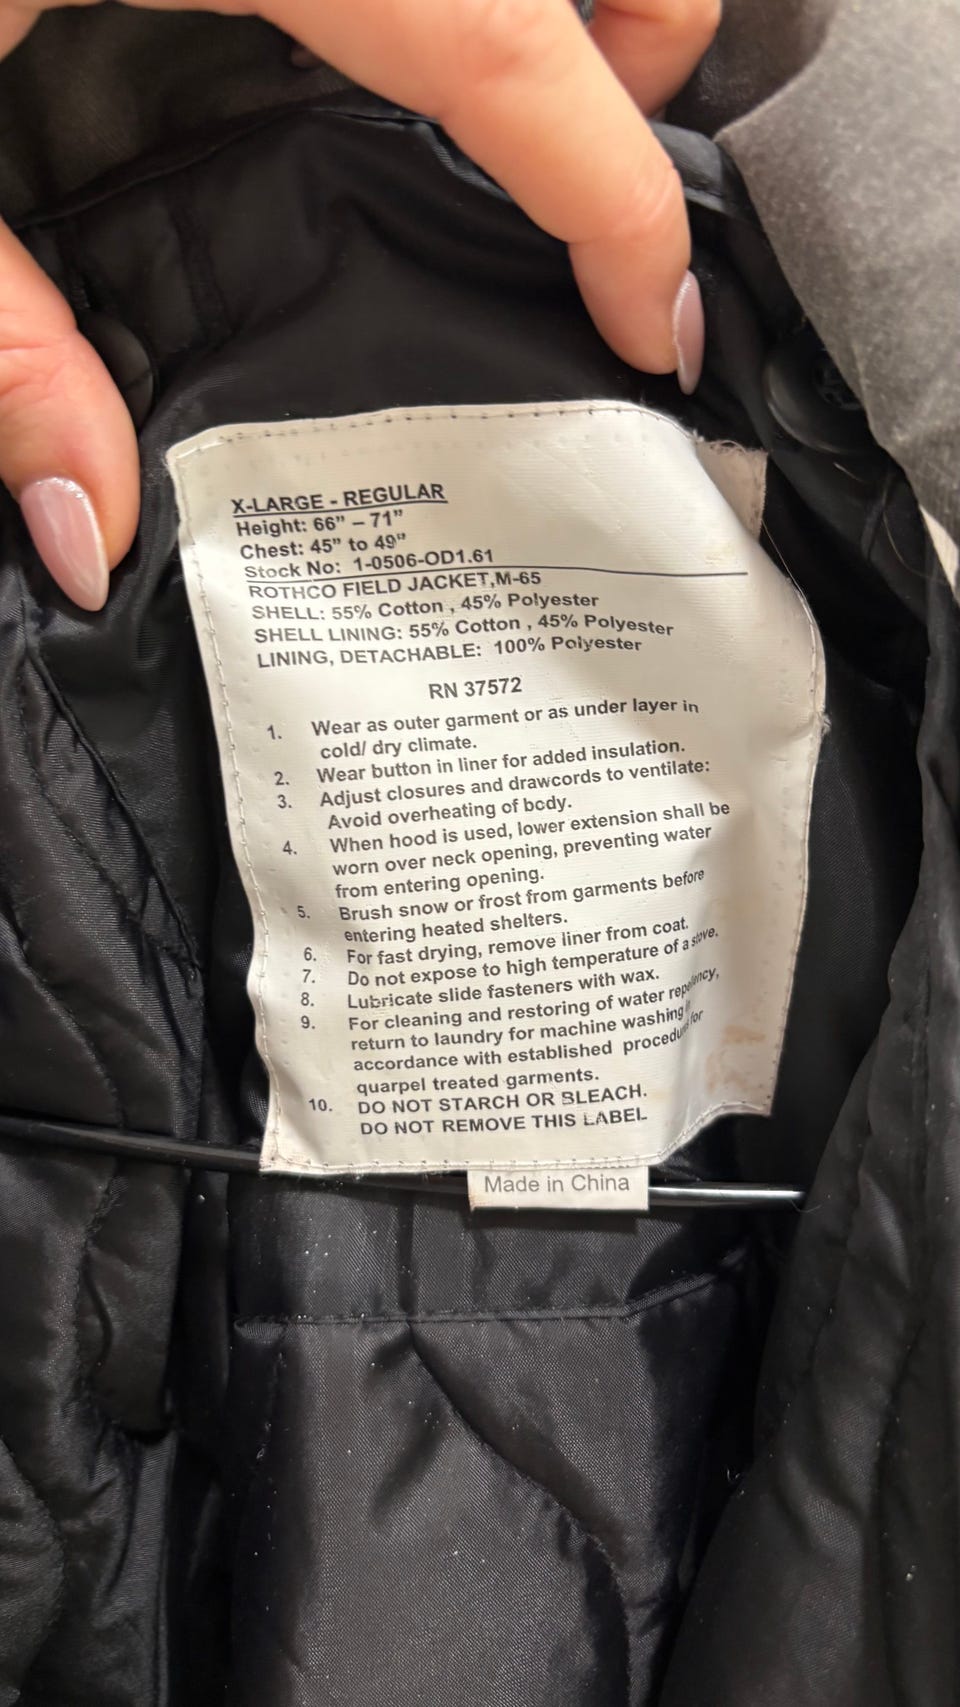 X-LARGE - REGULAR
Height: 66" – 71"
Chest: 45" to 49"
Stock No: 1-0506-OD1.61
ROTHCO FIELD JACKET,M-65
SHELL: 55% Cotton , 45% Polyester
SHELL LINING: 55% Cotton , 45% Polyester
LINING, DETACHABLE: 100% Polyester
RN 37572
1. Wear as outer garment or as under layer in
cold/ dry climate.
2. Wear button in liner for added insulation.
3. Adjust closures and drawcords to ventilate:
Avoid overheating of body.
4. When hood is used, lower extension shall be
worn over neck opening, preventing water
from entering opening.
5. Brush snow or frost from garments before
entering heated shelters.
6. For fast drying, remove liner from coat.
7. Do not expose to high temperature of a stove.
8. Lubricate slide fasteners with wax.
9. For cleaning and restoring of water repellency,
return to laundry for machine washing in
accordance with established procedures for
quarpel treated garments.
10. DO NOT STARCH OR BLEACH.
DO NOT REMOVE THIS LABEL
Made in China